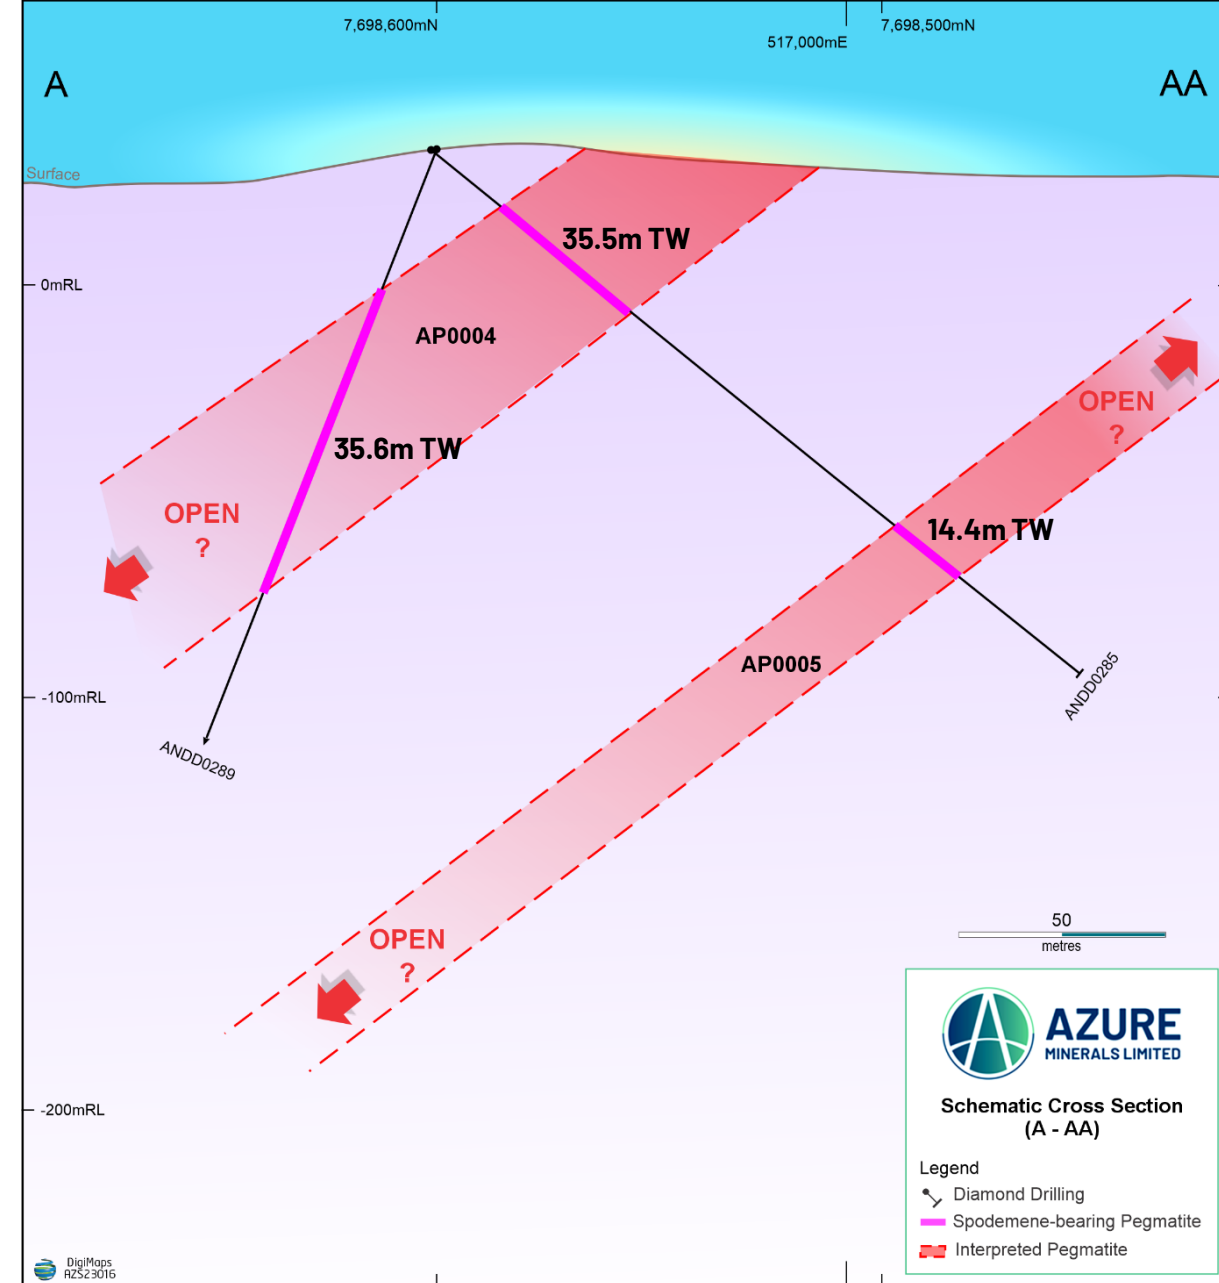 7,698,600mN
7,698,500mN
517,000mE
A
AA
Surface
35.5m TW
0mRL
AP0004
OPEN
?
35.6m TW
OPEN
?
14.4m TW
AP0005
ANDD0285
-100mRL
ANDD0289
50
metres
OPEN
?
AZURE
MINERALS LIMITED
-200mRL
Schematic Cross Section
(A - AA)
Legend
Diamond Drilling
Spodemene-bearing Pegmatite
Interpreted Pegmatite
DigiMaps
AZS23016